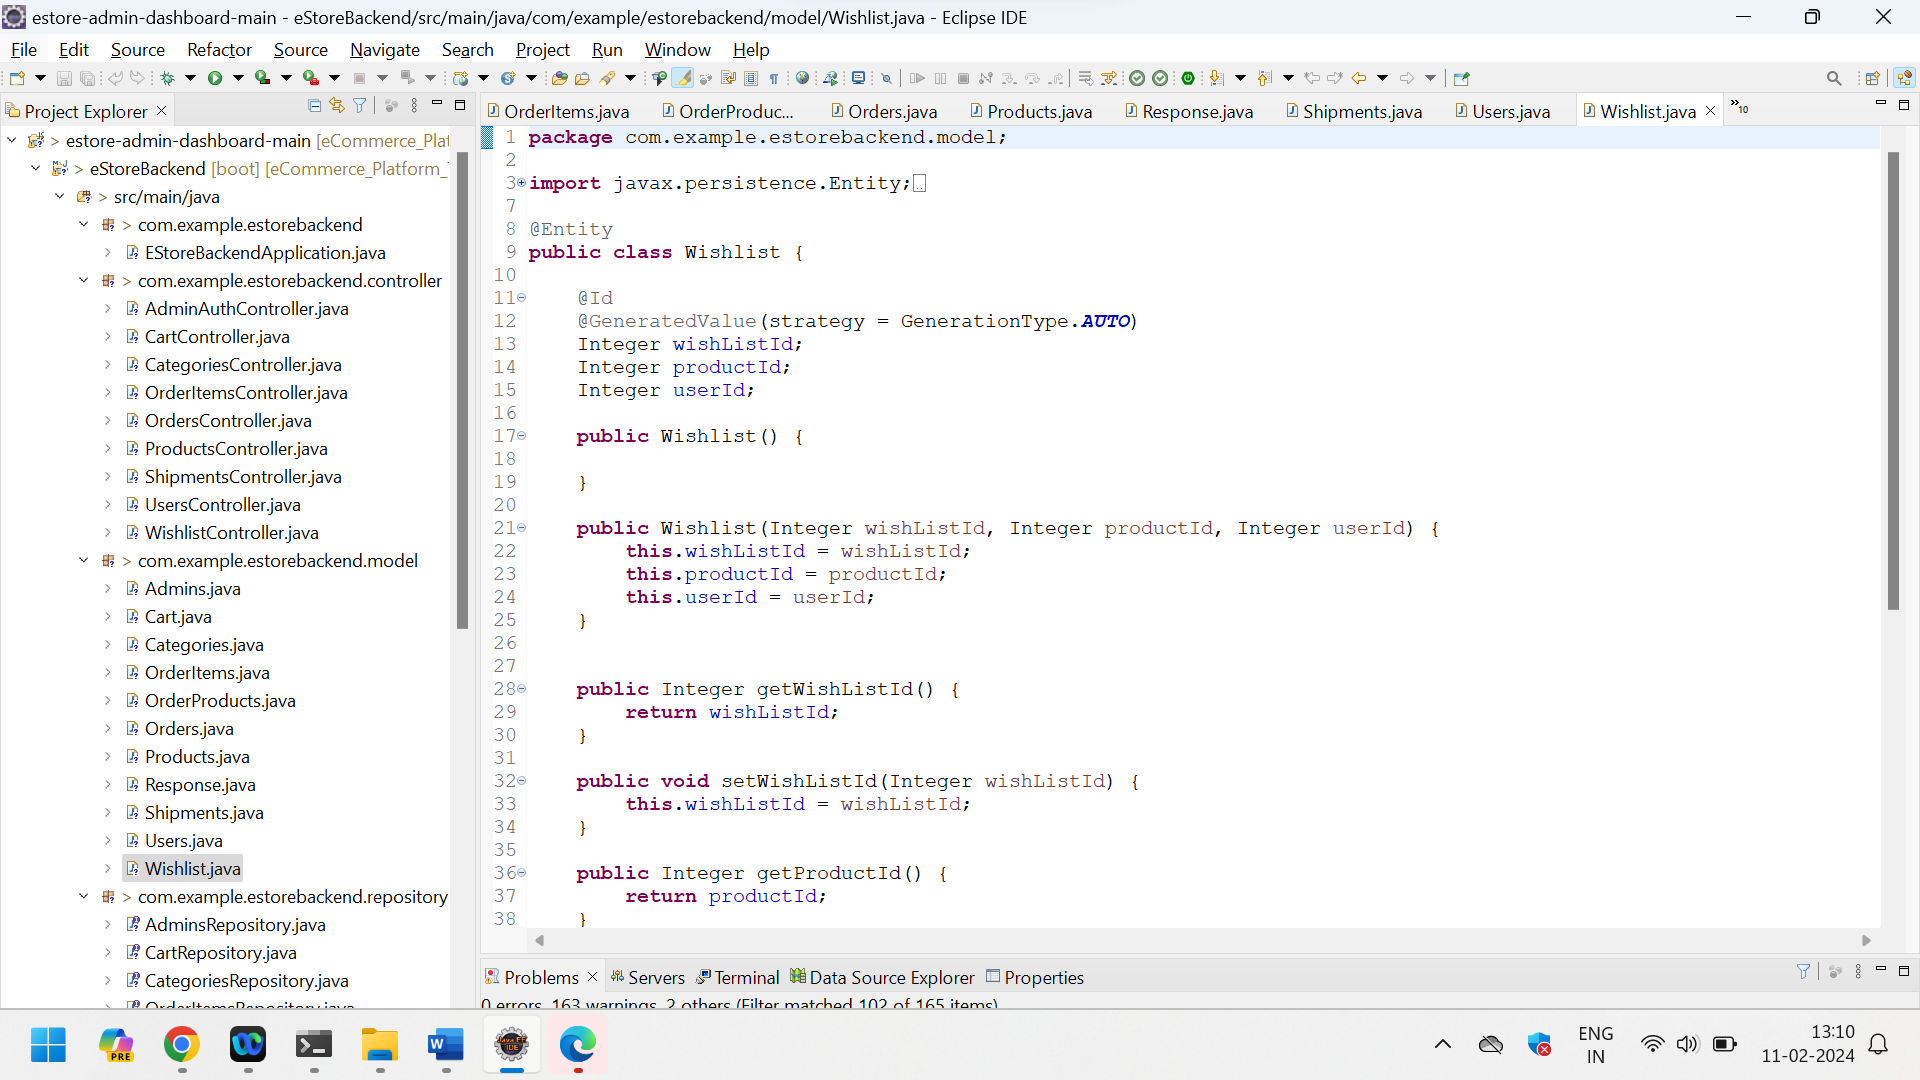 estore-admin-dashboard-main - eStoreBackend/src/main/java/com/example/estorebackend/model/Wishlist.java - Eclipse IDE
File Edit Source Refactor Source Navigate Search Project Run Window Help
Project Explorer
> estore-admin-dashboard-main [eCommerce_Plat
> eStoreBackend [boot] [eCommerce_Platform_
> src/main/java
> com.example.estorebackend
EStoreBackendApplication.java
> com.example.estorebackend.controller
AdminAuthController.java
CartController.java
CategoriesController.java
OrderItemsController.java
OrdersController.java
ProductsController.java
ShipmentsController.java
UsersController.java
WishlistController.java
> com.example.estorebackend.model
Admins.java
Cart.java
Categories.java
OrderItems.java
OrderProducts.java
Orders.java
Products.java
Response.java
Shipments.java
Users.java
Wishlist.java
> com.example.estorebackend.repository
AdminsRepository.java
CartRepository.java
CategoriesRepository.java
OrderItemsRepository.java
OrderItems.java OrderProduc... Orders.java Products.java Response.java Shipments.java Users.java Wishlist.java »10
1 package com.example.estorebackend.model;
2
3 import javax.persistence.Entity;
7
8 @Entity
9 public class Wishlist {
10
11 @Id
12 @GeneratedValue(strategy = GenerationType.AUTO)
13 Integer wishListId;
14 Integer productId;
15 Integer userId;
16
17 public Wishlist() {
18
19 }
20
21 public Wishlist(Integer wishListId, Integer productId, Integer userId) {
22 this.wishListId = wishListId;
23 this.productId = productId;
24 this.userId = userId;
25 }
26
27
28 public Integer getWishListId() {
29 return wishListId;
30 }
31
32 public void setWishListId(Integer wishListId) {
33 this.wishListId = wishListId;
34 }
35
36 public Integer getProductId() {
37 return productId;
38 }
Problems Servers Terminal Data Source Explorer Properties
0 errors, 163 warnings, 2 others (Filter matched 102 of 165 items)
PRE
W
Java EE
IDE
ENG
IN
13:10
11-02-2024